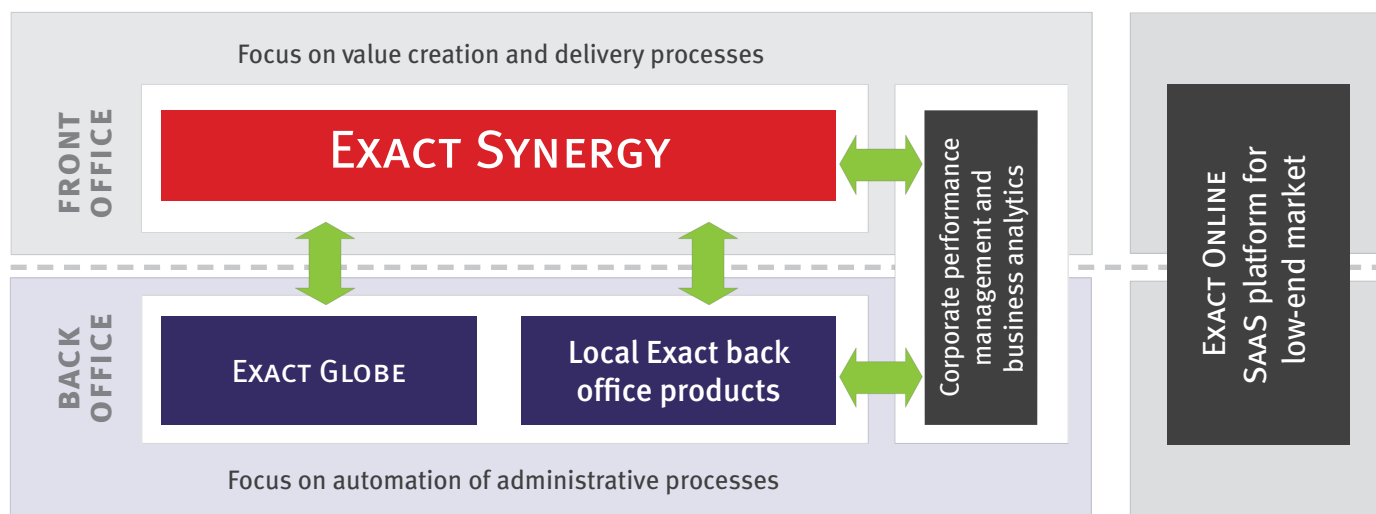 Focus on value creation and delivery processes
FRONT
OFFICE
EXACT SYNERGY
Corporate performance
management and
business analytics
EXACT ONLINE
SAAS platform for
low-end market
BACK
OFFICE
EXACT GLOBE
Local Exact back
office products
Focus on automation of administrative processes